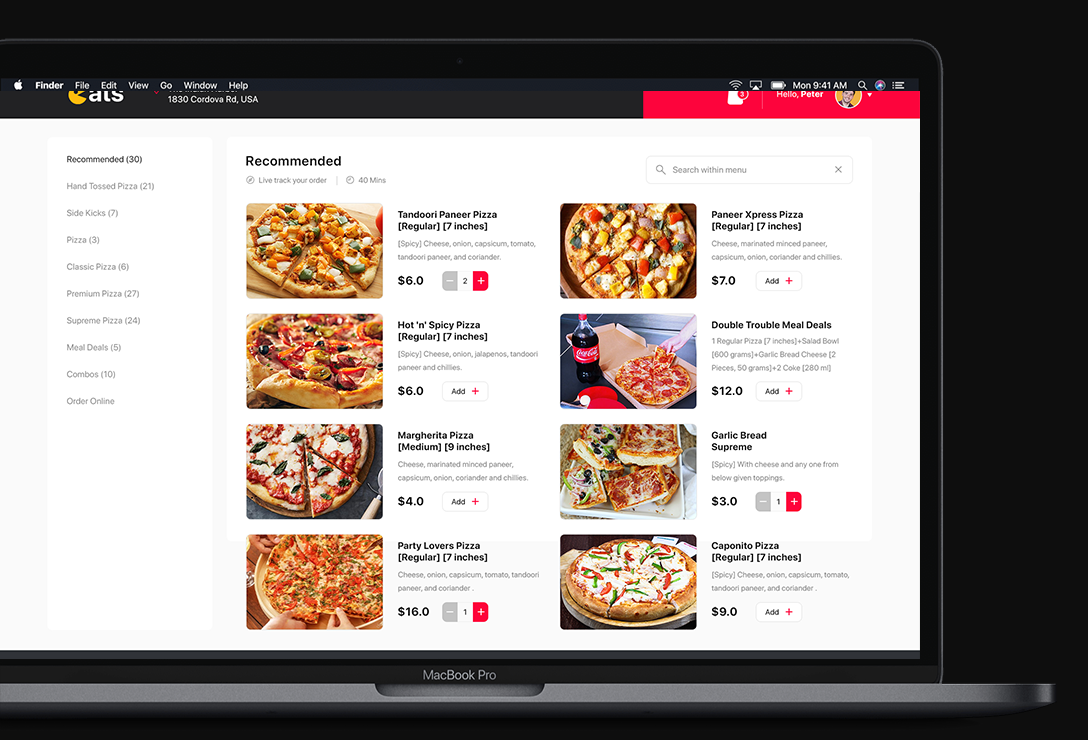 Finder File Edit View Go Window Help
Mon 9:41 AM
1830 Cordova Rd, USA
3
Hello, Peter
Recommended (30)
Hand Tossed Pizza (21)
Side Kicks (7)
Pizza (3)
Classic Pizza (6)
Premium Pizza (27)
Supreme Pizza (24)
Meal Deals (5)
Combos (10)
Order Online
Recommended
Live track your order | 40 Mins
Search within menu
Tandoori Paneer Pizza
[Regular] [7 inches]
[Spicy] Cheese, onion, capsicum, tomato,
tandoori paneer, and coriander.
$6.0 − 2 +
Paneer Xpress Pizza
[Regular] [7 inches]
Cheese, marinated minced paneer,
capsicum, onion, coriander and chillies.
$7.0 Add +
Hot 'n' Spicy Pizza
[Regular] [7 inches]
[Spicy] Cheese, onion, jalapenos, tandoori
paneer and chillies.
$6.0 Add +
Coca-Cola
Double Trouble Meal Deals
1 Regular Pizza [7 inches]+Salad Bowl
[600 grams]+Garlic Bread Cheese [2
Pieces, 50 grams]+2 Coke [280 ml]
$12.0 Add +
Margherita Pizza
[Medium] [9 inches]
Cheese, marinated minced paneer,
capsicum, onion, coriander and chillies.
$4.0 Add +
Garlic Bread
Supreme
[Spicy] With cheese and any one from
below given toppings.
$3.0 − 1 +
Party Lovers Pizza
[Regular] [7 inches]
Cheese, onion, capsicum, tomato, tandoori
paneer, and coriander .
$16.0 − 1 +
Caponito Pizza
[Regular] [7 inches]
[Spicy] Cheese, onion, capsicum, tomato,
tandoori paneer, and coriander .
$9.0 Add +
MacBook Pro